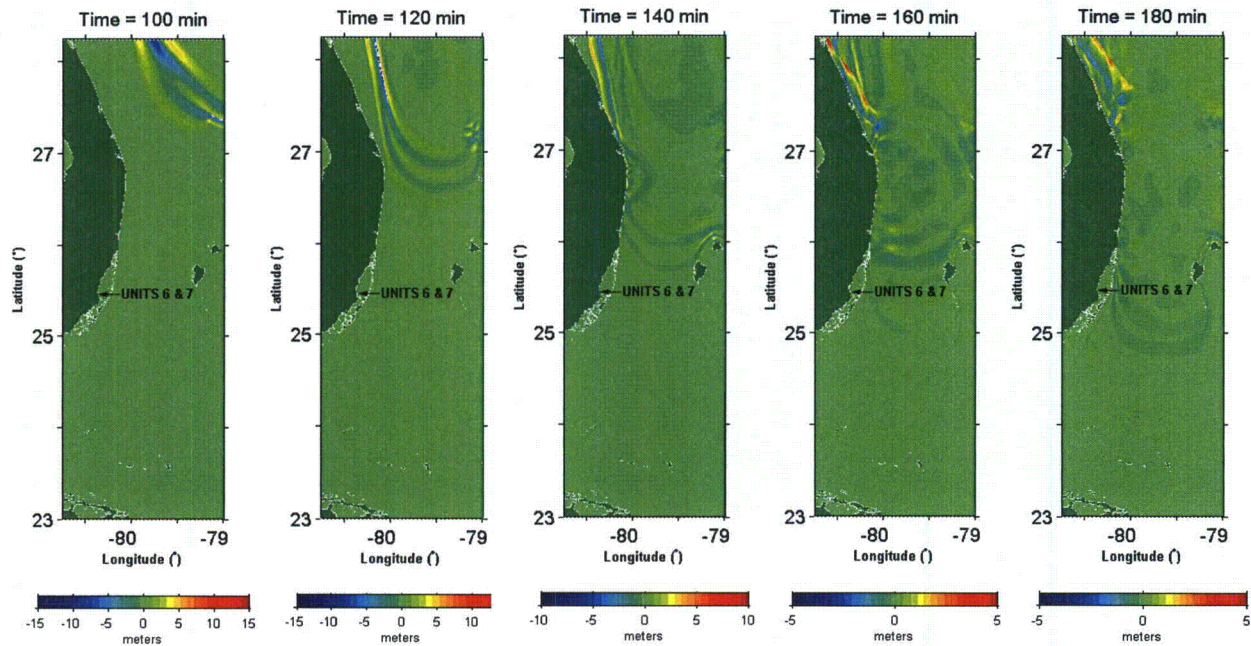 Time = 100 min
Time = 120 min
Time = 140 min
Time = 160 min
Time = 180 min
27
27
27
27
27
Latitude (°)
Latitude (°)
Latitude (°)
Latitude (°)
Latitude (°)
UNITS 6 & 7
UNITS 6 & 7
UNITS 6 & 7
UNITS 6 & 7
UNITS 6 & 7
25
25
25
25
25
23
23
23
23
23
-80 -79
-80 -79
-80 -79
-80 -79
-80 -79
Longitude (°)
Longitude (°)
Longitude (°)
Longitude (°)
Longitude (°)
-15 -10 -5 0 5 10 15
-15 -10 -5 0 5 10
-10 -5 0 5 10
-5 0 5
-5 0 5
meters
meters
meters
meters
meters